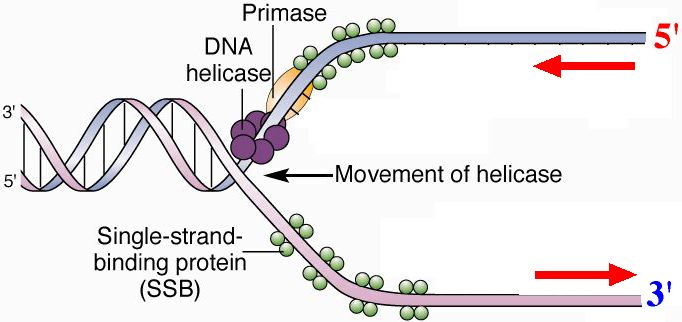 Primase
DNA
helicase
5'
3'
5'
Movement of helicase
Single-strand-
binding protein
(SSB)
3'